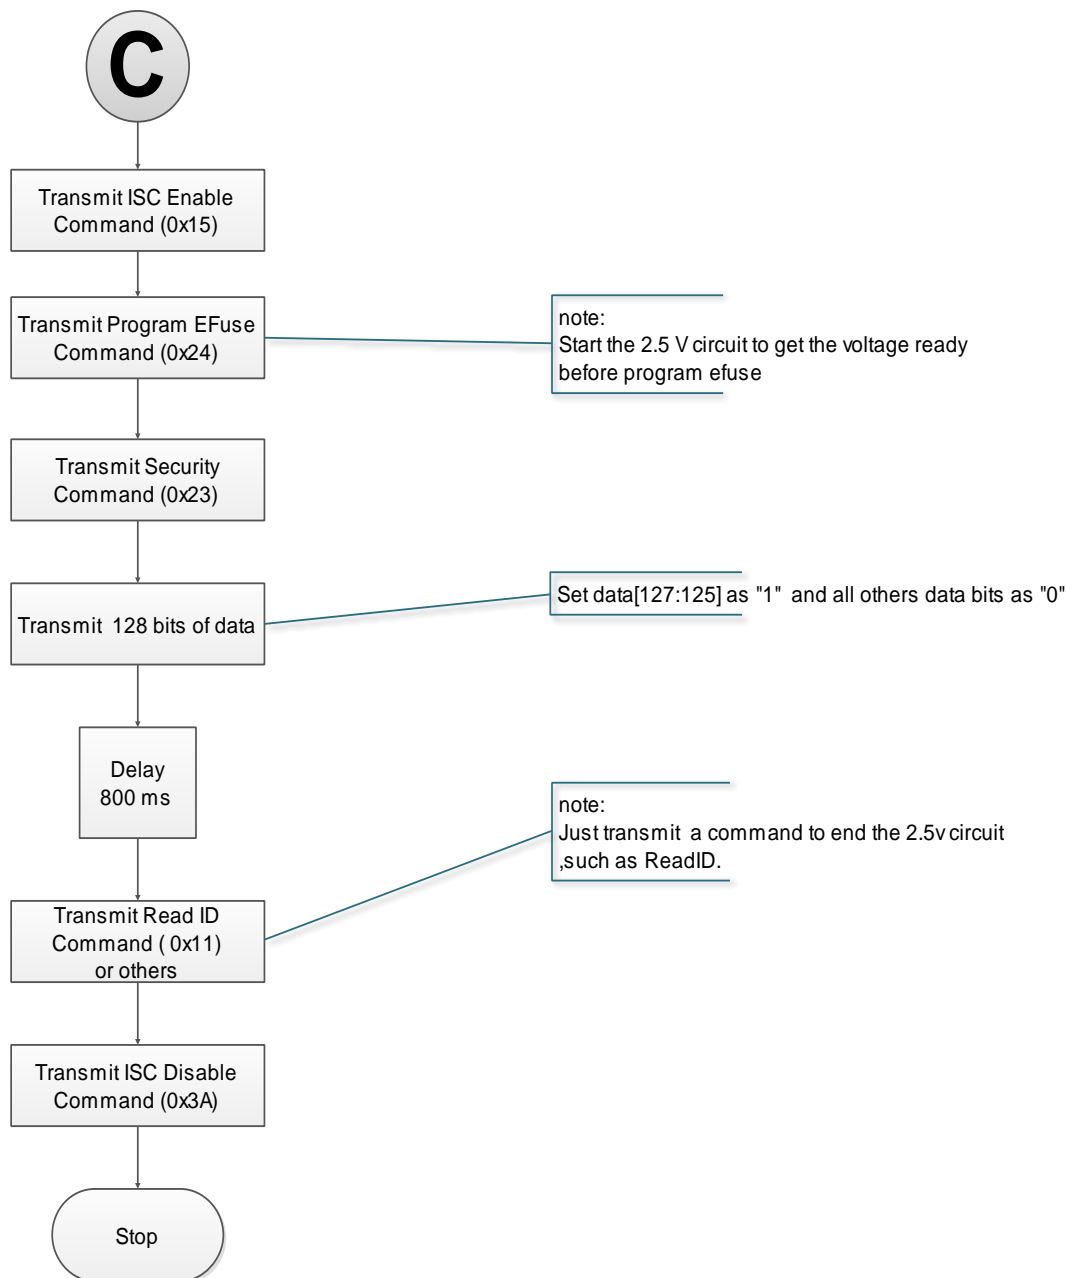 C
Transmit ISC Enable
Command (0x15)
Transmit Program EFuse
Command (0x24)
note:
Start the 2.5 V circuit to get the voltage ready
before program efuse
Transmit Security
Command (0x23)
Transmit 128 bits of data
Set data[127:125] as "1" and all others data bits as "0"
Delay
800 ms
note:
Just transmit a command to end the 2.5v circuit
,such as ReadID.
Transmit Read ID
Command ( 0x11)
or others
Transmit ISC Disable
Command (0x3A)
Stop